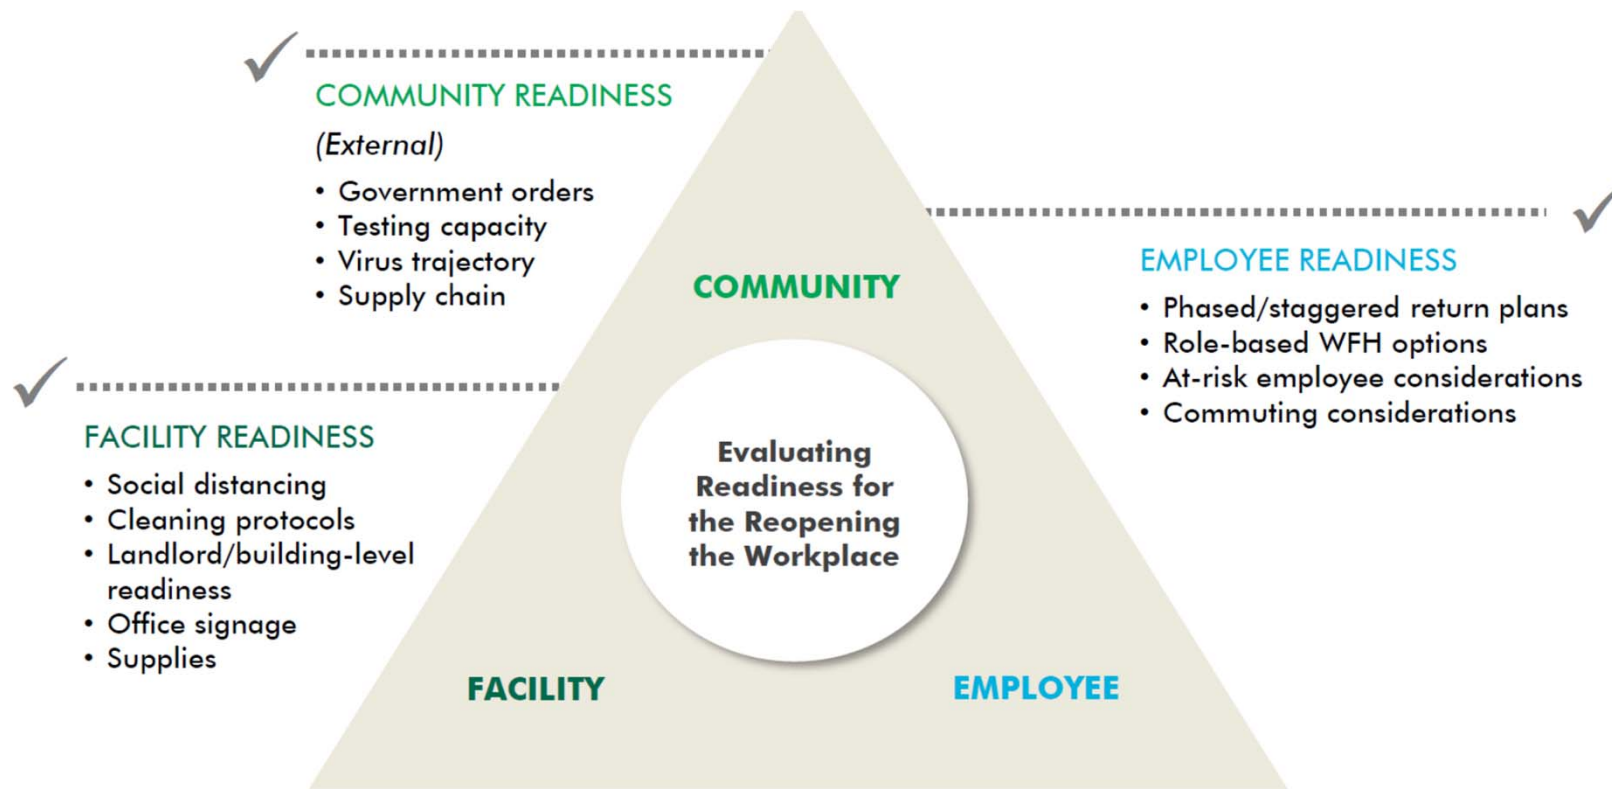 COMMUNITY READINESS
(External)
• Government orders
• Testing capacity
• Virus trajectory
• Supply chain
FACILITY READINESS
• Social distancing
• Cleaning protocols
• Landlord/building-level
readiness
• Office signage
• Supplies
COMMUNITY
Evaluating
Readiness for
the Reopening
the Workplace
FACILITY
EMPLOYEE
EMPLOYEE READINESS
• Phased/staggered return plans
• Role-based WFH options
• At-risk employee considerations
• Commuting considerations